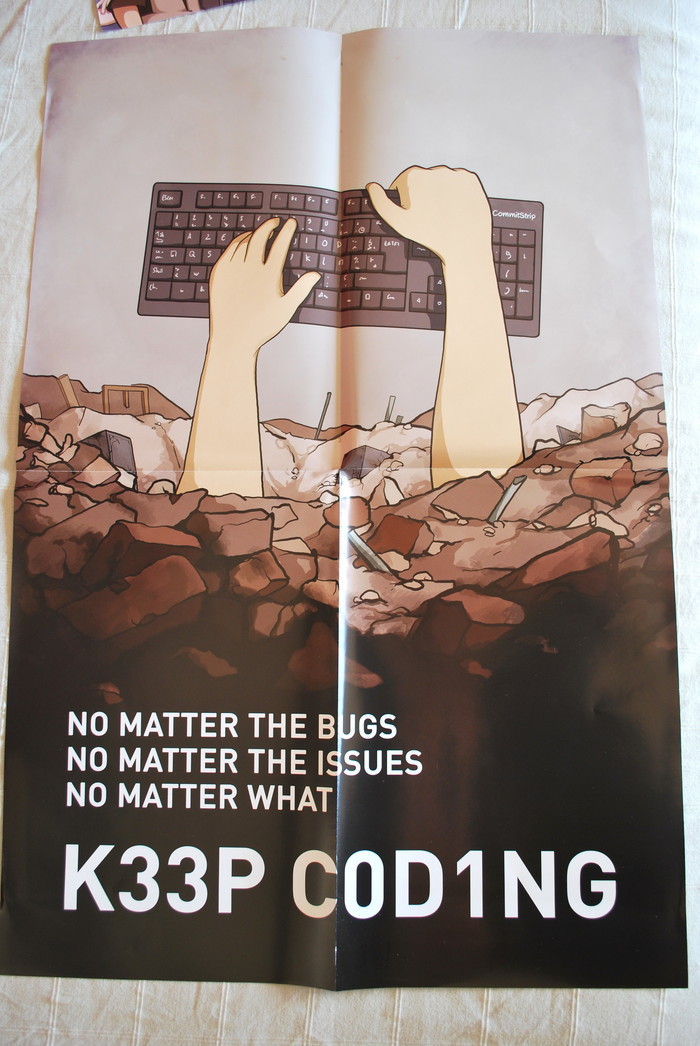 CommitStrip
NO MATTER THE BUGS
NO MATTER THE ISSUES
NO MATTER WHAT
K33P C0D1NG